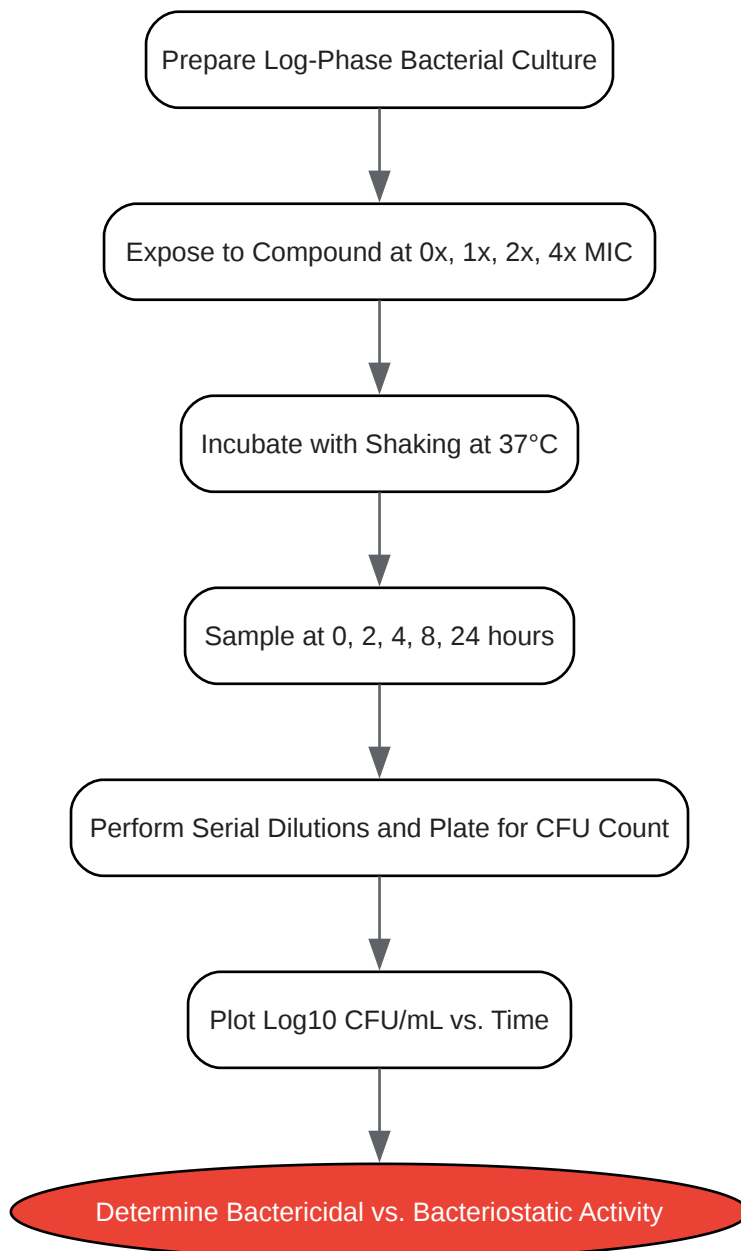 Prepare Log-Phase Bacterial Culture
Expose to Compound at 0x, 1x, 2x, 4x MIC
Incubate with Shaking at 37°C
Sample at 0, 2, 4, 8, 24 hours
Perform Serial Dilutions and Plate for CFU Count
Plot Log10 CFU/mL vs. Time
Determine Bactericidal vs. Bacteriostatic Activity